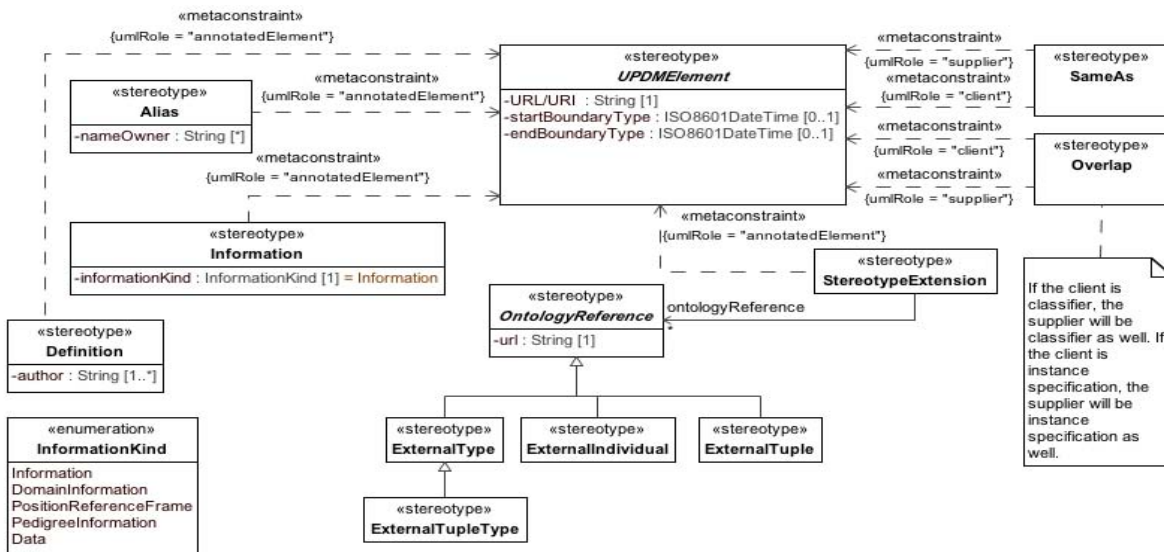 «metaconstraint»
{umlRole = "annotatedElement"}
«stereotype»
Alias
-nameOwner : String [*]
«metaconstraint»
{umlRole = "annotatedElement"}
«metaconstraint»
{umlRole = "annotatedElement"}
«stereotype»
Information
-informationKind : InformationKind [1] = Information
«stereotype»
Definition
-author : String [1..*]
«enumeration»
InformationKind
Information
DomainInformation
PositionReferenceFrame
PedigreeInformation
Data
«stereotype»
UPDMElement
-URL/URI : String [1]
-startBoundaryType : ISO8601DateTime [0..1]
-endBoundaryType : ISO8601DateTime [0..1]
«metaconstraint»
{umlRole = "annotatedElement"}
«stereotype»
StereotypeExtension
ontologyReference
*
«stereotype»
OntologyReference
-url : String [1]
«stereotype»
ExternalType
«stereotype»
ExternalIndividual
«stereotype»
ExternalTuple
«stereotype»
ExternalTupleType
«metaconstraint»
{umlRole = "supplier"}
«metaconstraint»
{umlRole = "client"}
«stereotype»
SameAs
«metaconstraint»
{umlRole = "client"}
«metaconstraint»
{umlRole = "supplier"}
«stereotype»
Overlap
If the client is
classifier, the
supplier will be
classifier as well. If
the client is
instance
specification, the
supplier will be
instance
specification as
well.